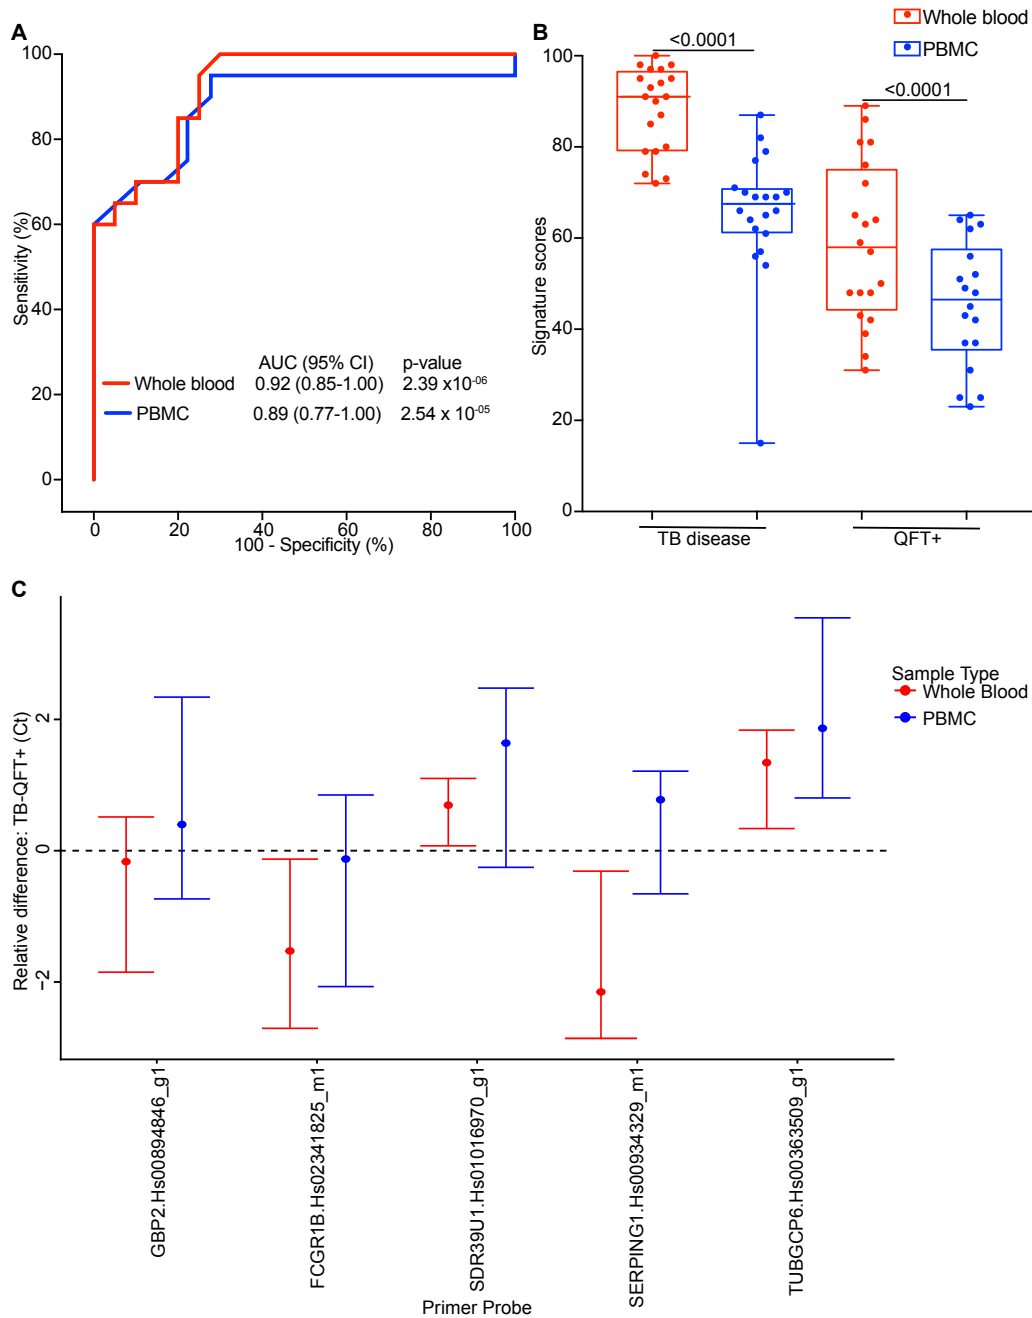 A
100
80
60
40
20
0
Sensitivity (%)
AUC (95% CI) p-value
Whole blood 0.92 (0.85-1.00) 2.39 x10-06
PBMC 0.89 (0.77-1.00) 2.54 x 10-05
0 20 40 60 80 100
100 - Specificity (%)
B
Whole blood
PBMC
<0.0001
<0.0001
100
80
60
40
20
0
Signature scores
TB disease QFT+
C
Relative difference: TB-QFT+ (Ct)
2
0
−2
Sample Type
Whole Blood
PBMC
GBP2.Hs00894846_g1
FCGR1B.Hs02341825_m1
SDR39U1.Hs01016970_g1
SERPING1.Hs00934329_m1
TUBGCP6.Hs00363509_g1
Primer Probe